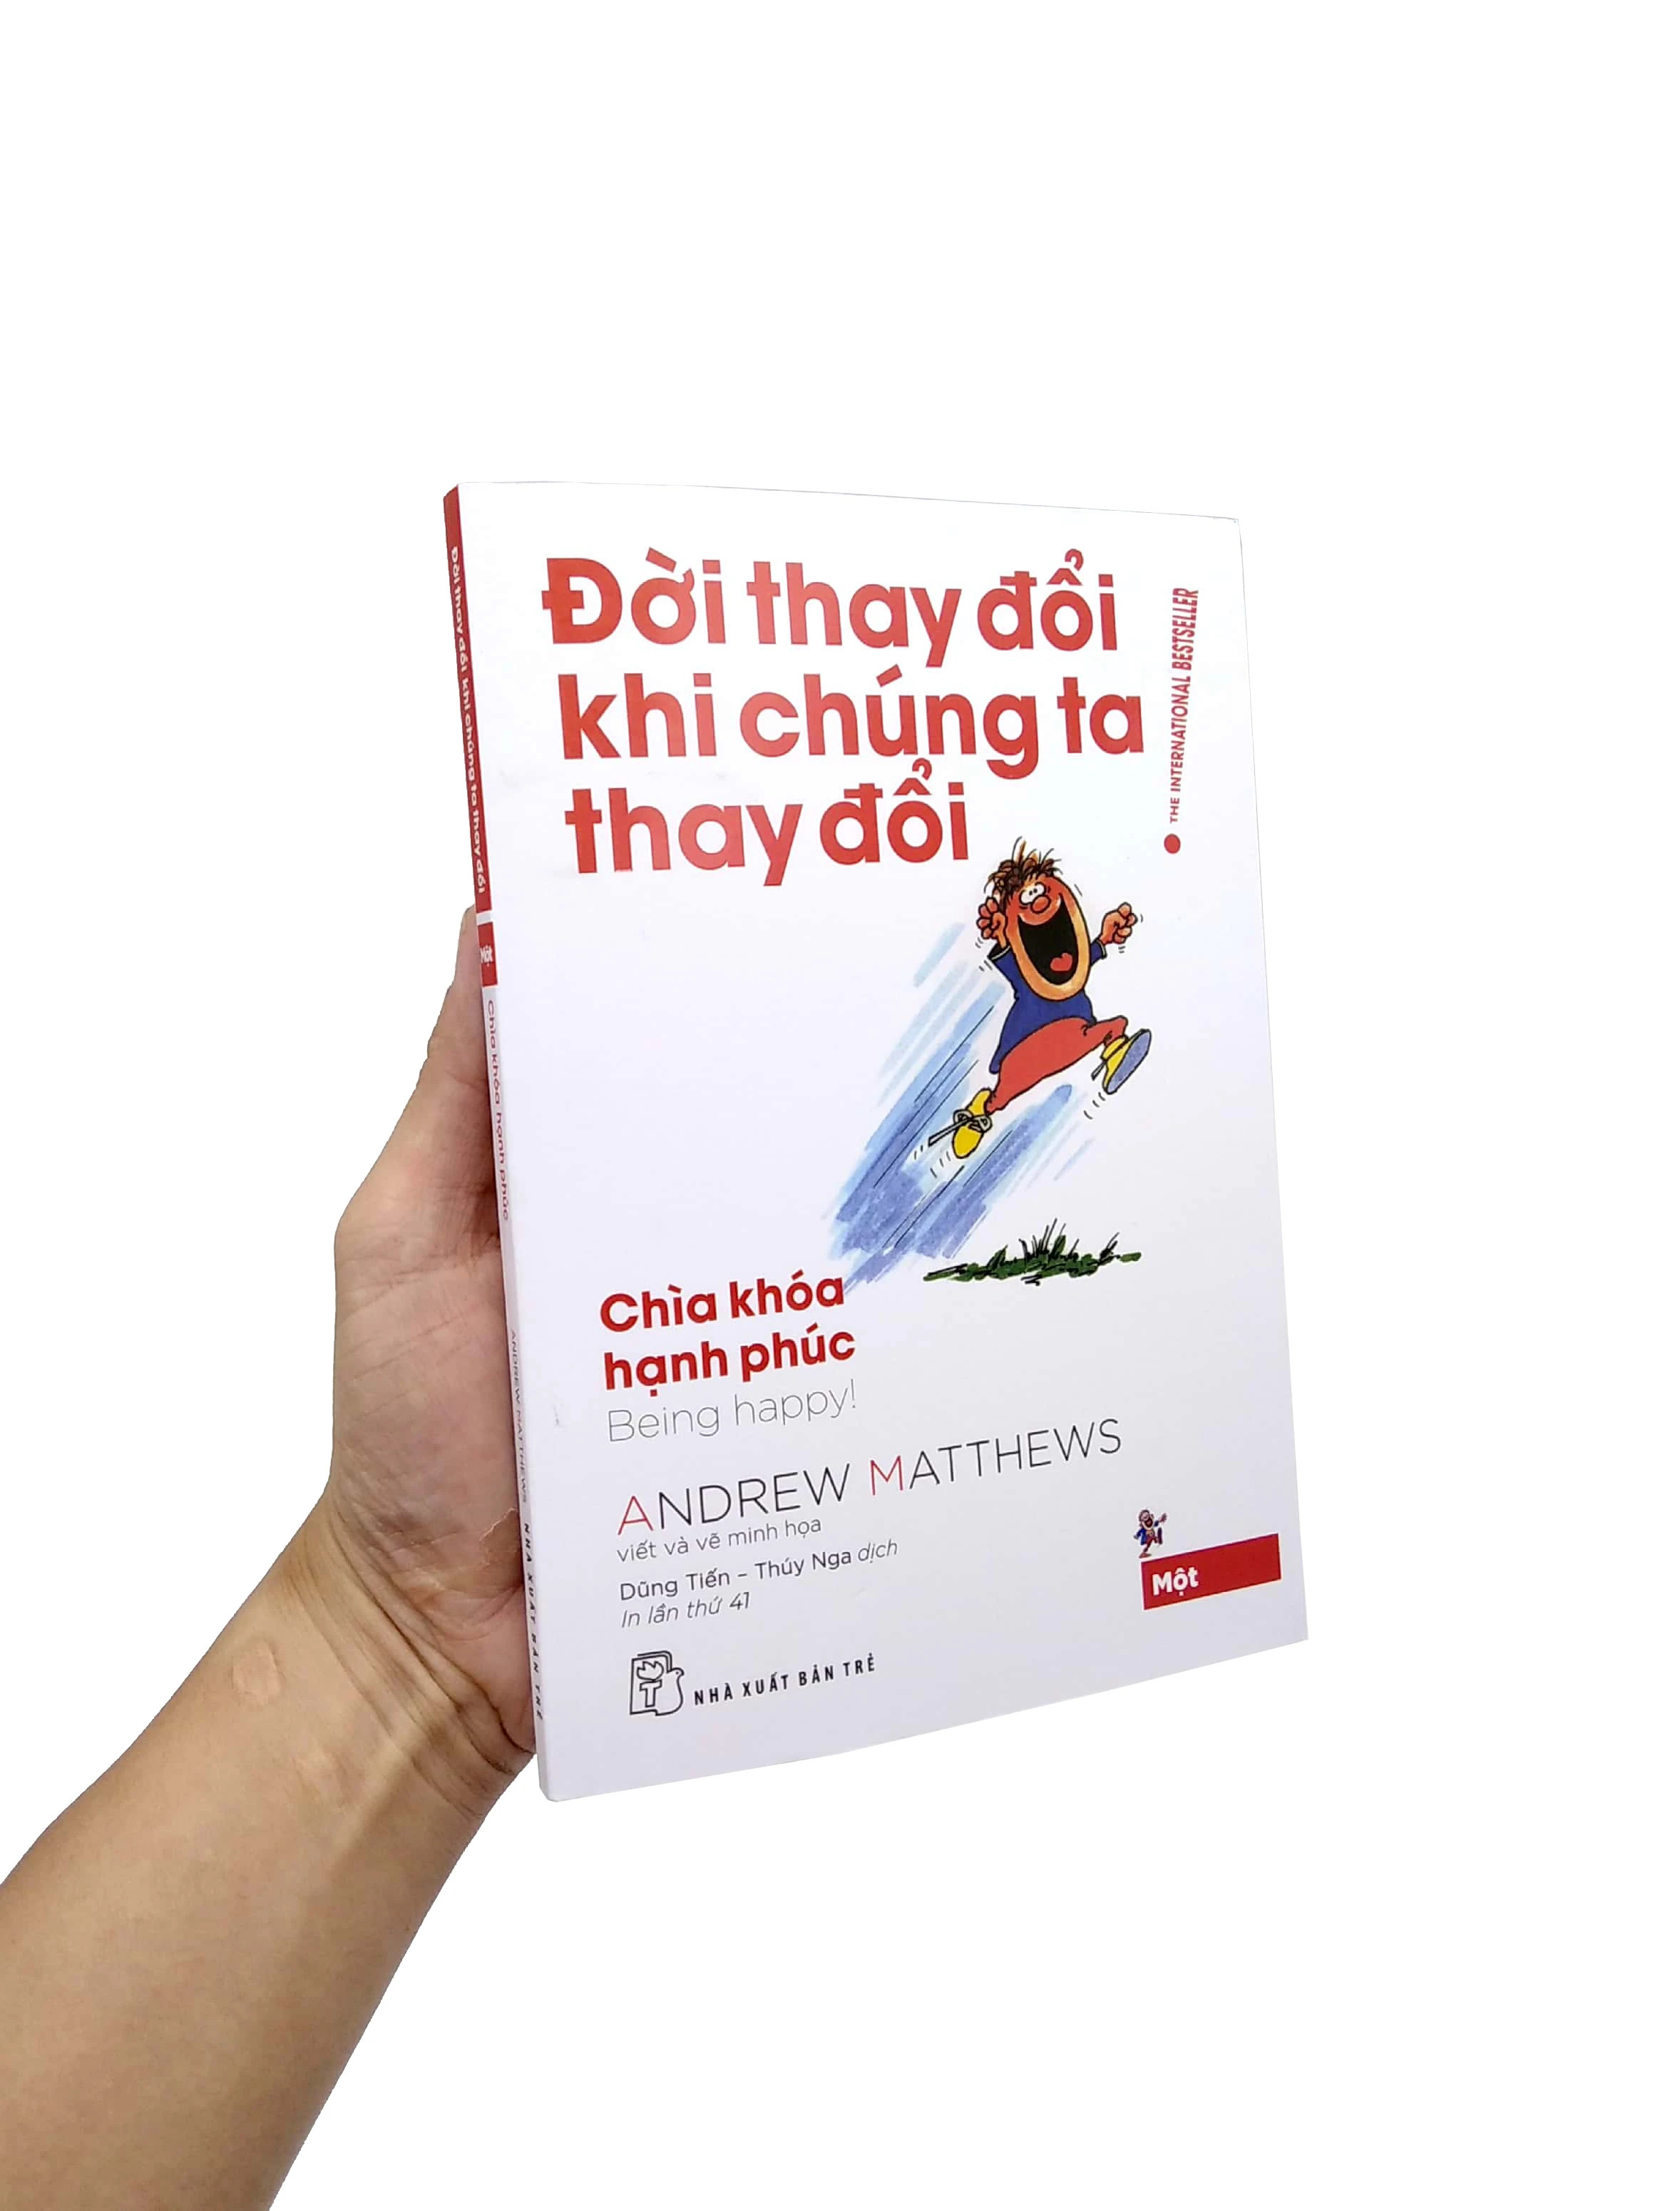 Đời thay đổi
khi chúng ta
thay đổi
THE INTERNATIONAL BESTSELLER
Chìa khóa
hạnh phúc
Being happy!
ANDREW MATTHEWS
viết và vẽ minh họa
Dũng Tiến – Thúy Nga dịch
In lần thứ 41
Một
NHÀ XUẤT BẢN TRẺ
Đời thay đổi khi chúng ta thay đổi
Một
Chìa khóa hạnh phúc
ANDREW MATTHEWS
NHÀ XUẤT BẢN TRẺ